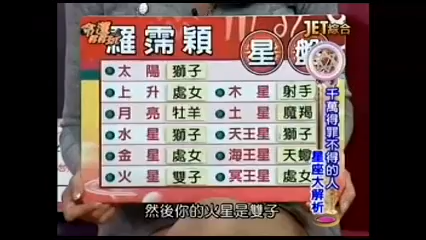 命運好好玩
JET綜合
羅霈穎
星盤
太陽 獅子
上升 處女
木星 射手
月亮 牡羊
土星 魔羯
水星 獅子
天王星 獅子
金星 處女
海王星 天蠍
火星 雙子
冥王星 處女
千萬得罪不得的人
星座大解析
然後你的火星是雙子